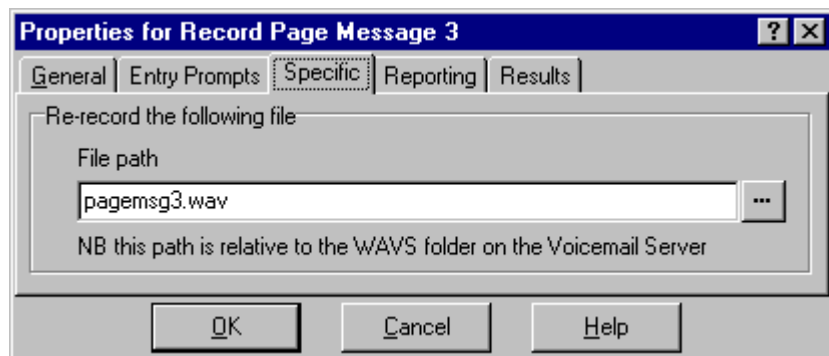 Properties for Record Page Message 3
? ×
General Entry Prompts Specific Reporting Results
Re-record the following file
File path
pagemsg3.wav ...
NB this path is relative to the WAVS folder on the Voicemail Server
OK Cancel Help